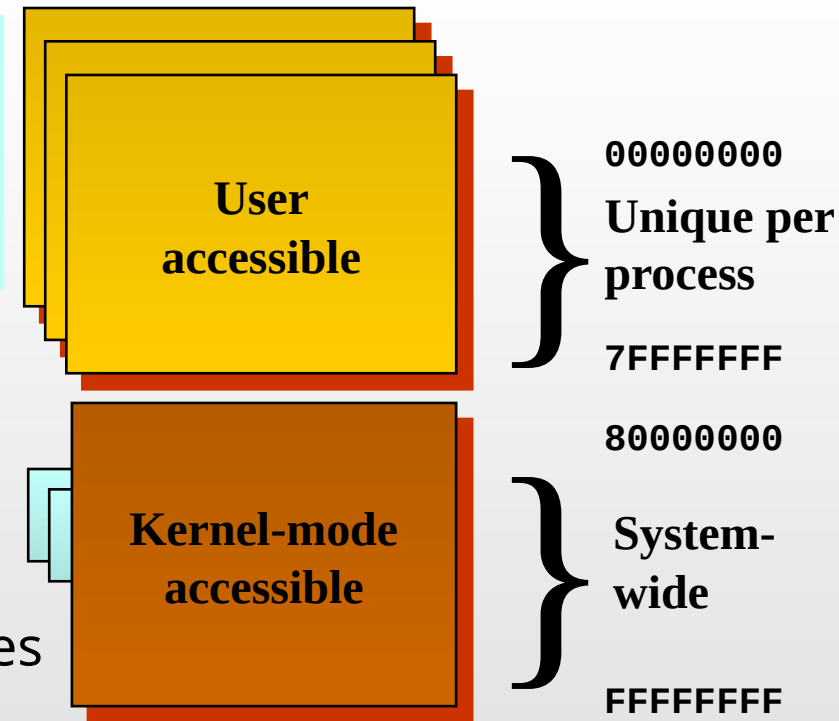 User
accessible
00000000
Unique per
process
7FFFFFFF
80000000
Kernel-mode
accessible
System-
wide
es
FFFFFFFF